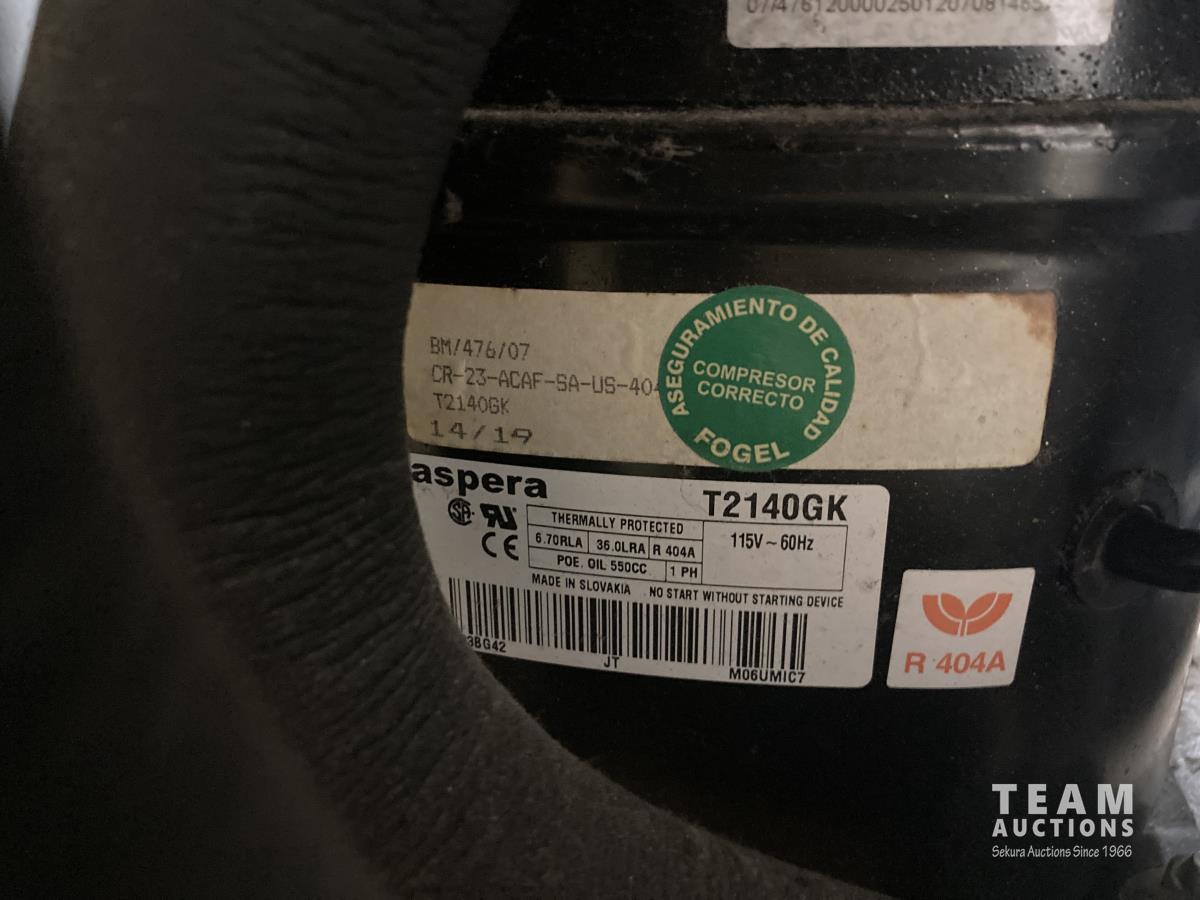 BM/476/07
CR-23-ACAF-SA-US-404
T2140GK
14/19
ASEGURAMIENTO DE CALIDAD
COMPRESOR
CORRECTO
FOGEL
aspera
T2140GK
THERMALLY PROTECTED
6.70RLA 36.0LRA R 404A
115V~60Hz
POE. OIL 550CC 1 PH
MADE IN SLOVAKIA NO START WITHOUT STARTING DEVICE
3BG42
JT
M06UMIC7
R 404A
TEAM
AUCTIONS
Sekura Auctions Since 1966